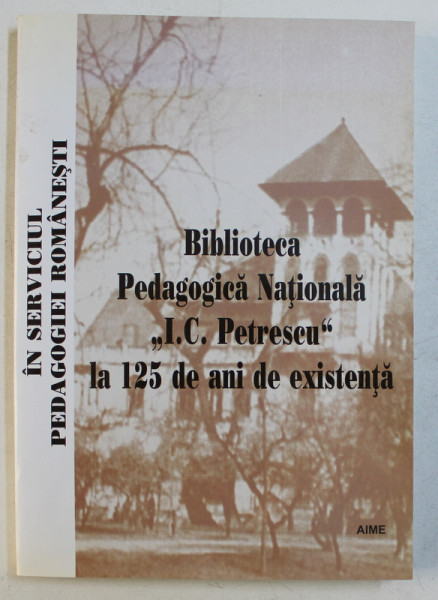 ÎN SERVICIUL
PEDAGOGIEI ROMÂNEŞTI
Biblioteca
Pedagogică Naţională
„I.C. Petrescu“
la 125 de ani de existenţă
AIME